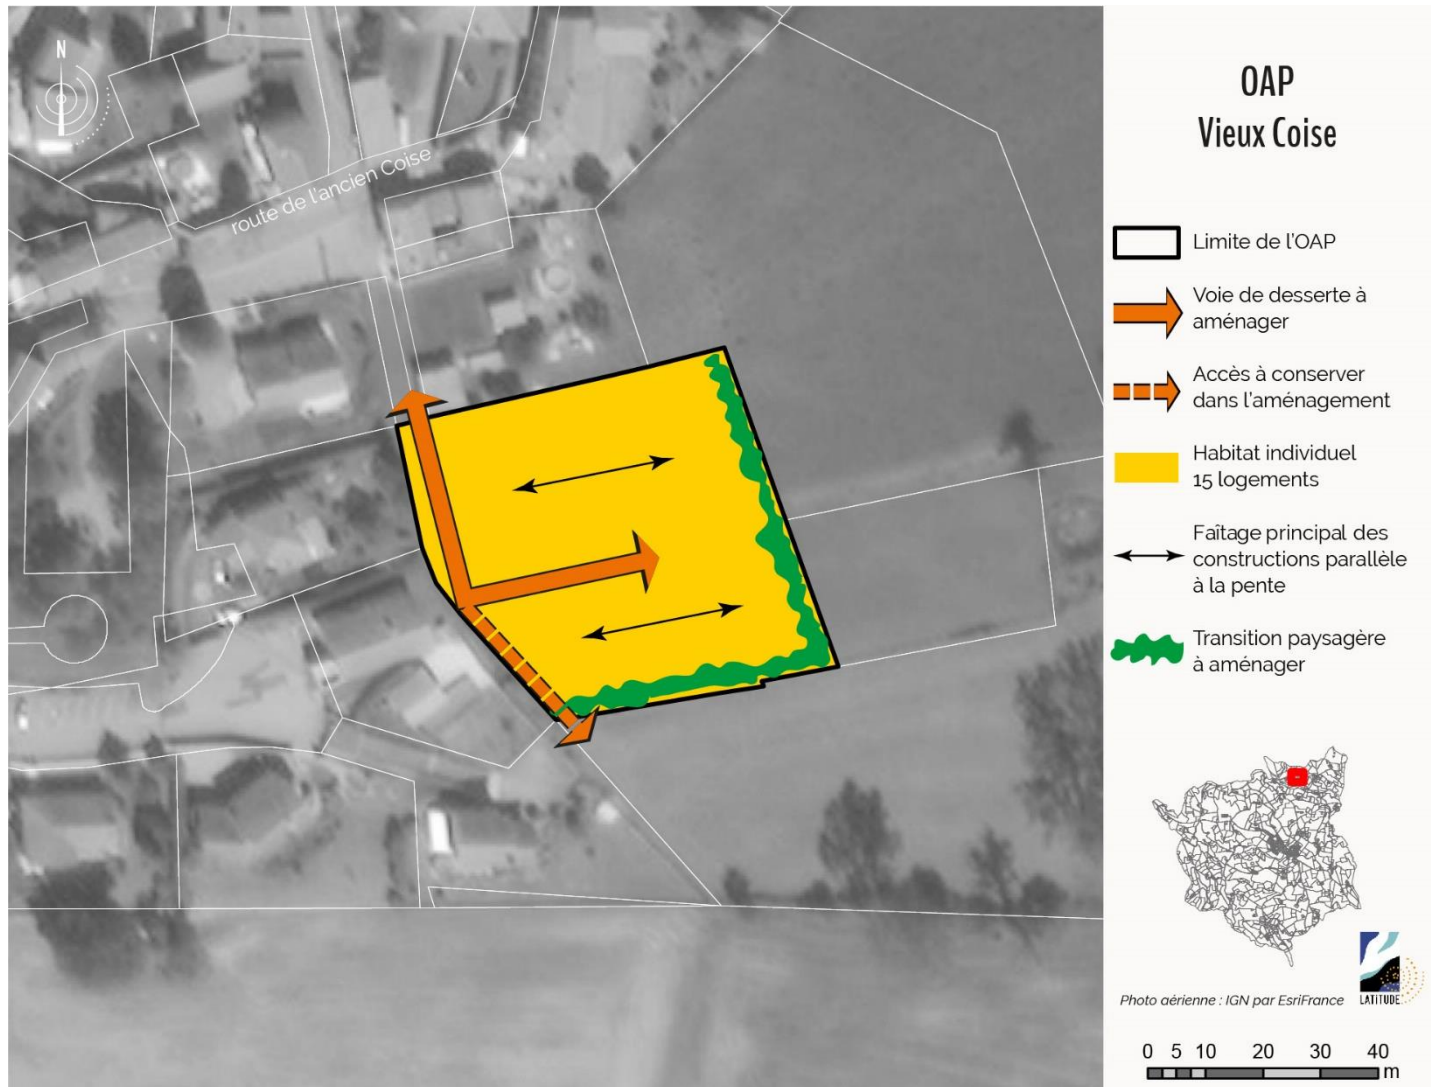 N
route de l'ancien Coise
OAP
Vieux Coise
Limite de l'OAP
Voie de desserte à
aménager
Accès à conserver
dans l'aménagement
Habitat individuel
15 logements
Faîtage principal des
constructions parallèle
à la pente
Transition paysagère
à aménager
Photo aérienne : IGN par EsriFrance
LATITUDE
0 5 10 20 30 40
m